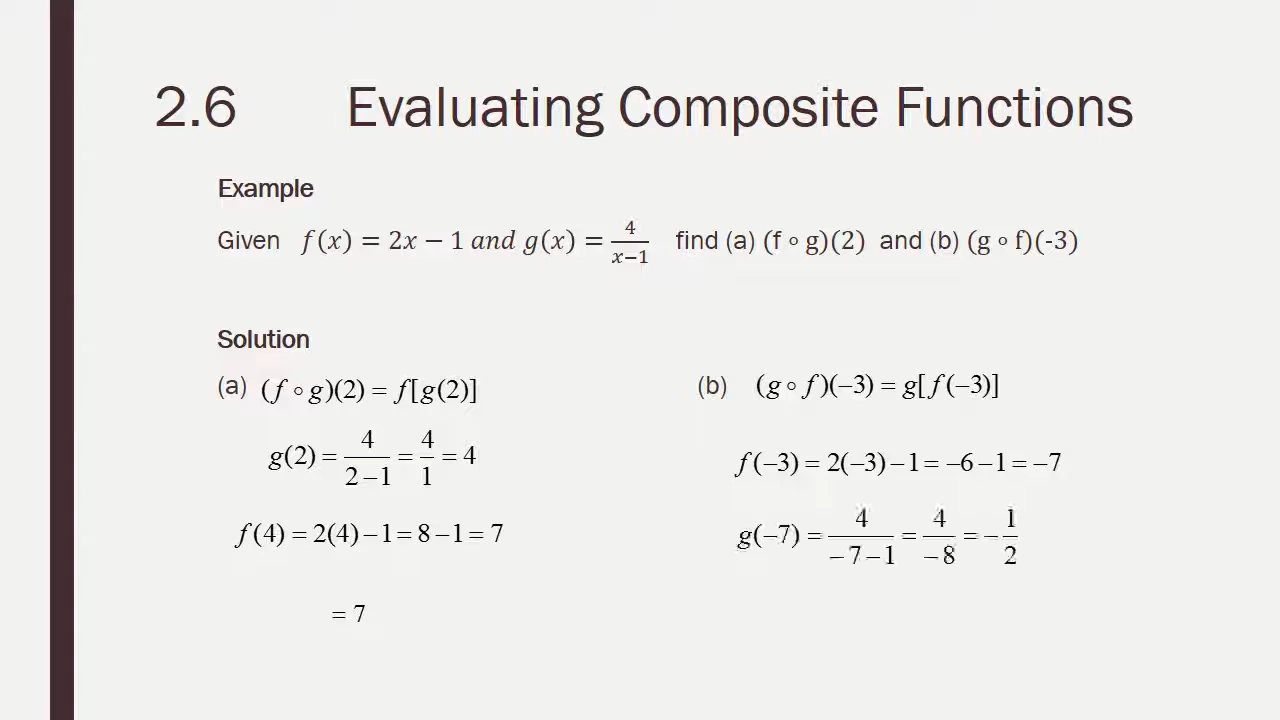 2.6 Evaluating Composite Functions
Example
Given f(x) = 2x − 1 and g(x) = 4/(x−1) find (a) (f ∘ g)(2) and (b) (g ∘ f)(-3)
Solution
(a) (f ∘ g)(2) = f[g(2)]
g(2) = 4/(2−1) = 4/1 = 4
f(4) = 2(4) − 1 = 8 − 1 = 7
= 7
(b) (g ∘ f)(−3) = g[f(−3)]
f(−3) = 2(−3) − 1 = −6 − 1 = −7
g(−7) = 4/(−7−1) = 4/(−8) = −1/2